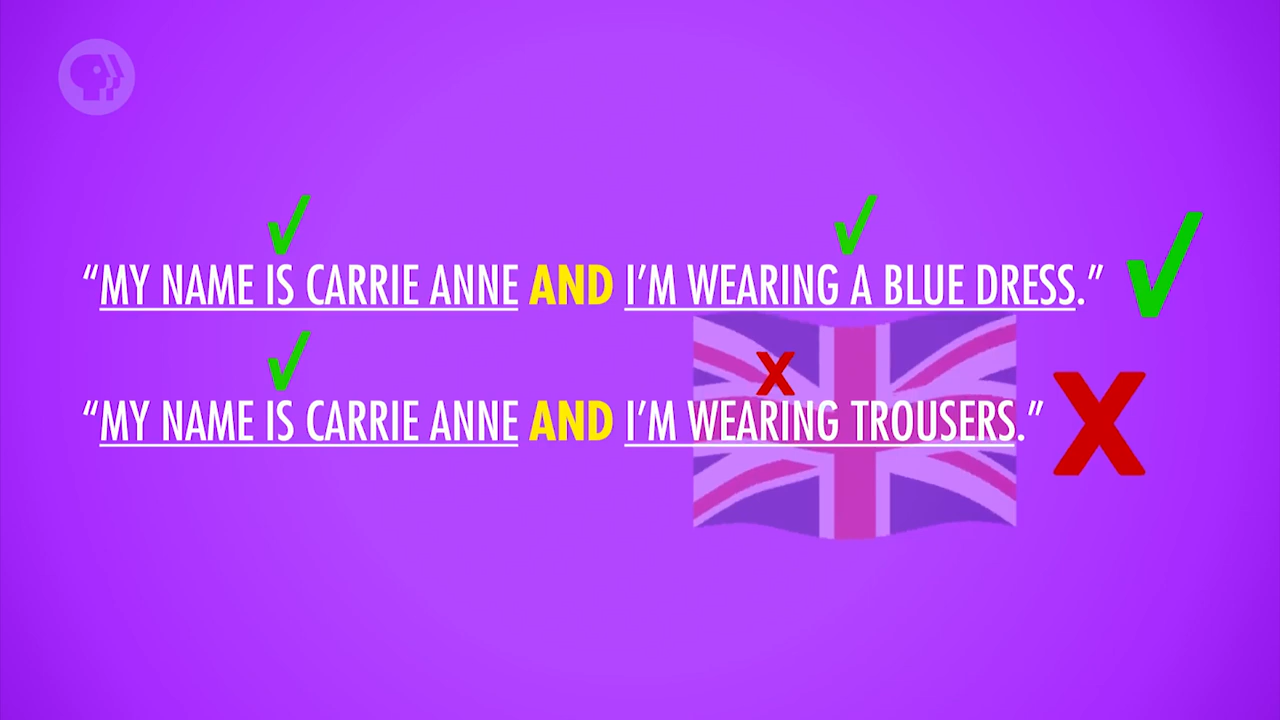 “MY NAME IS CARRIE ANNE AND I’M WEARING A BLUE DRESS.”
“MY NAME IS CARRIE ANNE AND I’M WEARING TROUSERS.”